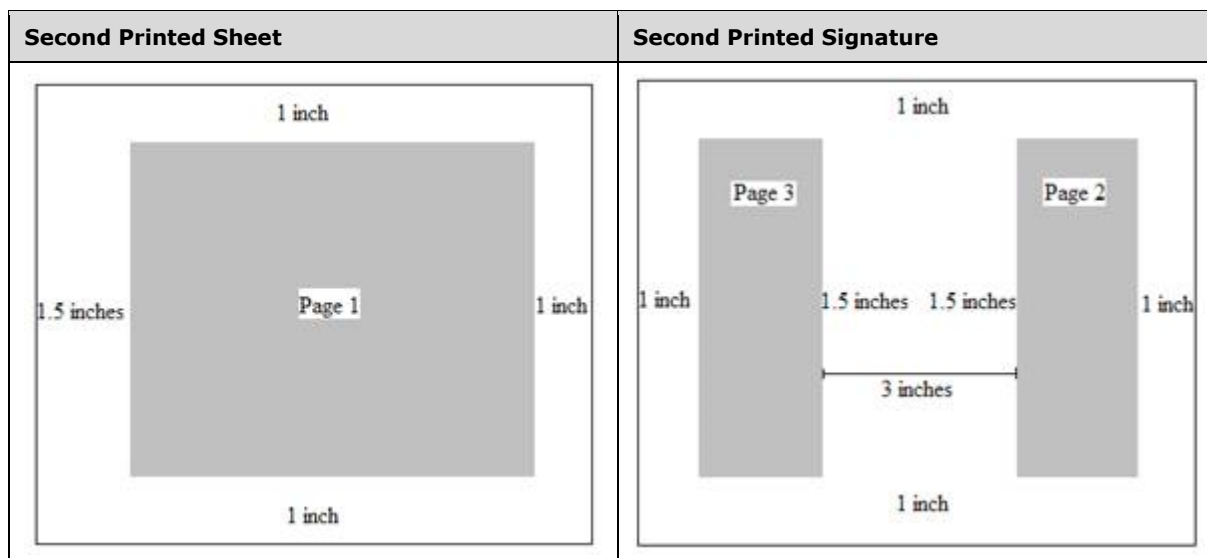 Second Printed Sheet
Second Printed Signature
1 inch
1.5 inches
Page 1
1 inch
1 inch
1 inch
Page 3
Page 2
1 inch
1.5 inches 1.5 inches
1 inch
3 inches
1 inch